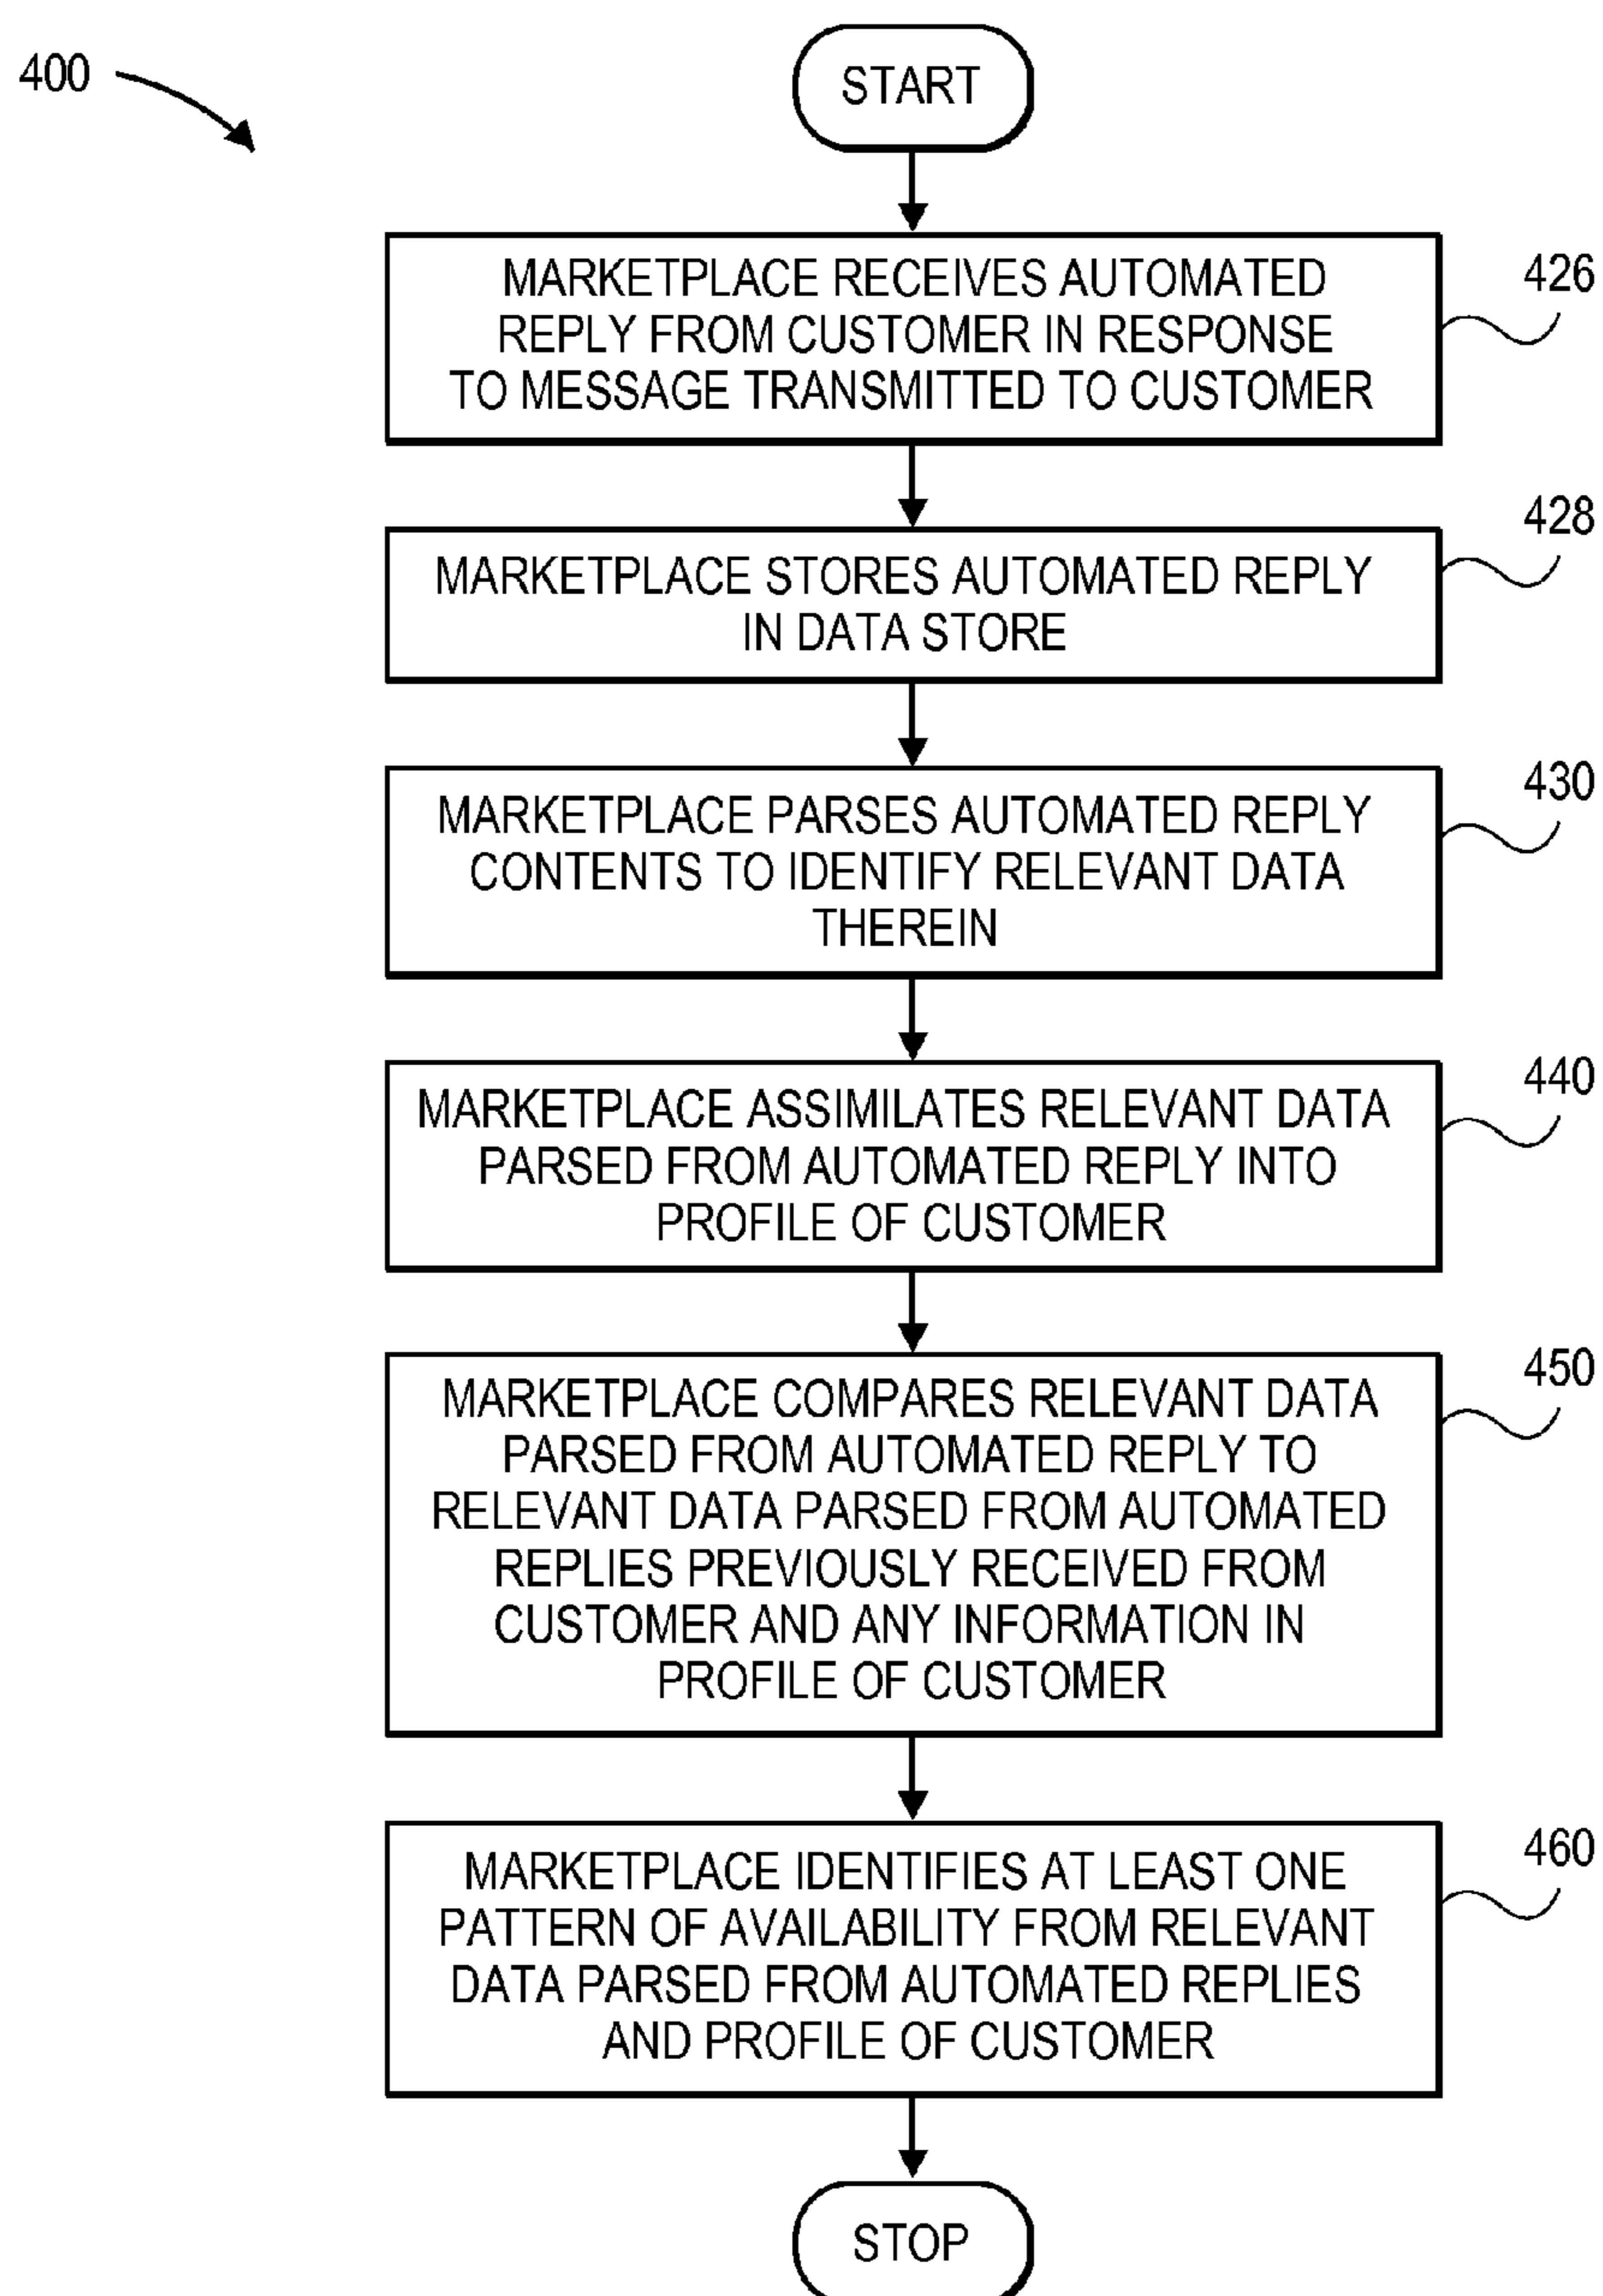 400
START
MARKETPLACE RECEIVES AUTOMATED
REPLY FROM CUSTOMER IN RESPONSE
TO MESSAGE TRANSMITTED TO CUSTOMER
426
MARKETPLACE STORES AUTOMATED REPLY
IN DATA STORE
428
MARKETPLACE PARSES AUTOMATED REPLY
CONTENTS TO IDENTIFY RELEVANT DATA
THEREIN
430
MARKETPLACE ASSIMILATES RELEVANT DATA
PARSED FROM AUTOMATED REPLY INTO
PROFILE OF CUSTOMER
440
MARKETPLACE COMPARES RELEVANT DATA
PARSED FROM AUTOMATED REPLY TO
RELEVANT DATA PARSED FROM AUTOMATED
REPLIES PREVIOUSLY RECEIVED FROM
CUSTOMER AND ANY INFORMATION IN
PROFILE OF CUSTOMER
450
MARKETPLACE IDENTIFIES AT LEAST ONE
PATTERN OF AVAILABILITY FROM RELEVANT
DATA PARSED FROM AUTOMATED REPLIES
AND PROFILE OF CUSTOMER
460
STOP